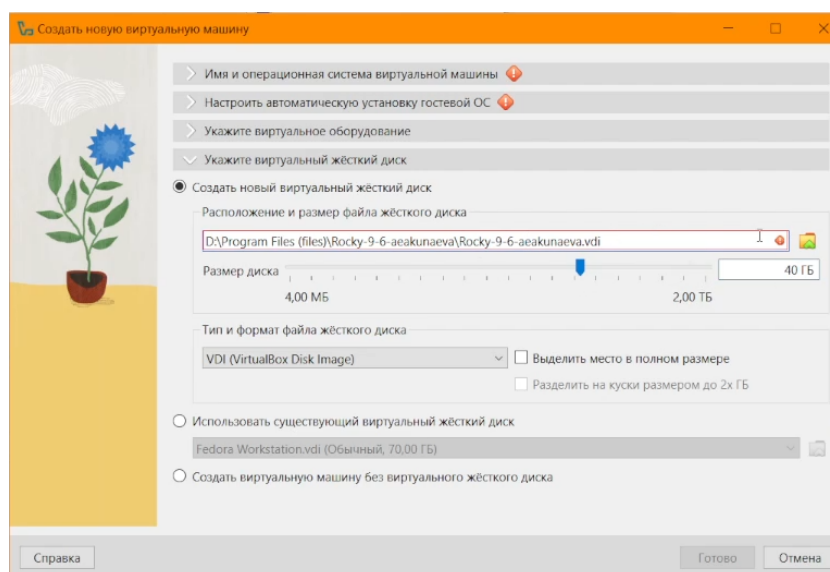 Создать новую виртуальную машину
Имя и операционная система виртуальной машины
Настроить автоматическую установку гостевой ОС
Укажите виртуальное оборудование
Укажите виртуальный жёсткий диск
Создать новый виртуальный жёсткий диск
Расположение и размер файла жёсткого диска
D:\Program Files (files)\Rocky-9-6-aeakunaeva\Rocky-9-6-aeakunaeva.vdi
Размер диска 40 ГБ
4,00 МБ 2,00 ТБ
Тип и формат файла жёсткого диска
VDI (VirtualBox Disk Image) Выделить место в полном размере
Разделить на куски размером до 2х ГБ
Использовать существующий виртуальный жёсткий диск
Fedora Workstation.vdi (Обычный, 70,00 ГБ)
Создать виртуальную машину без виртуального жёсткого диска
Справка Готово Отмена